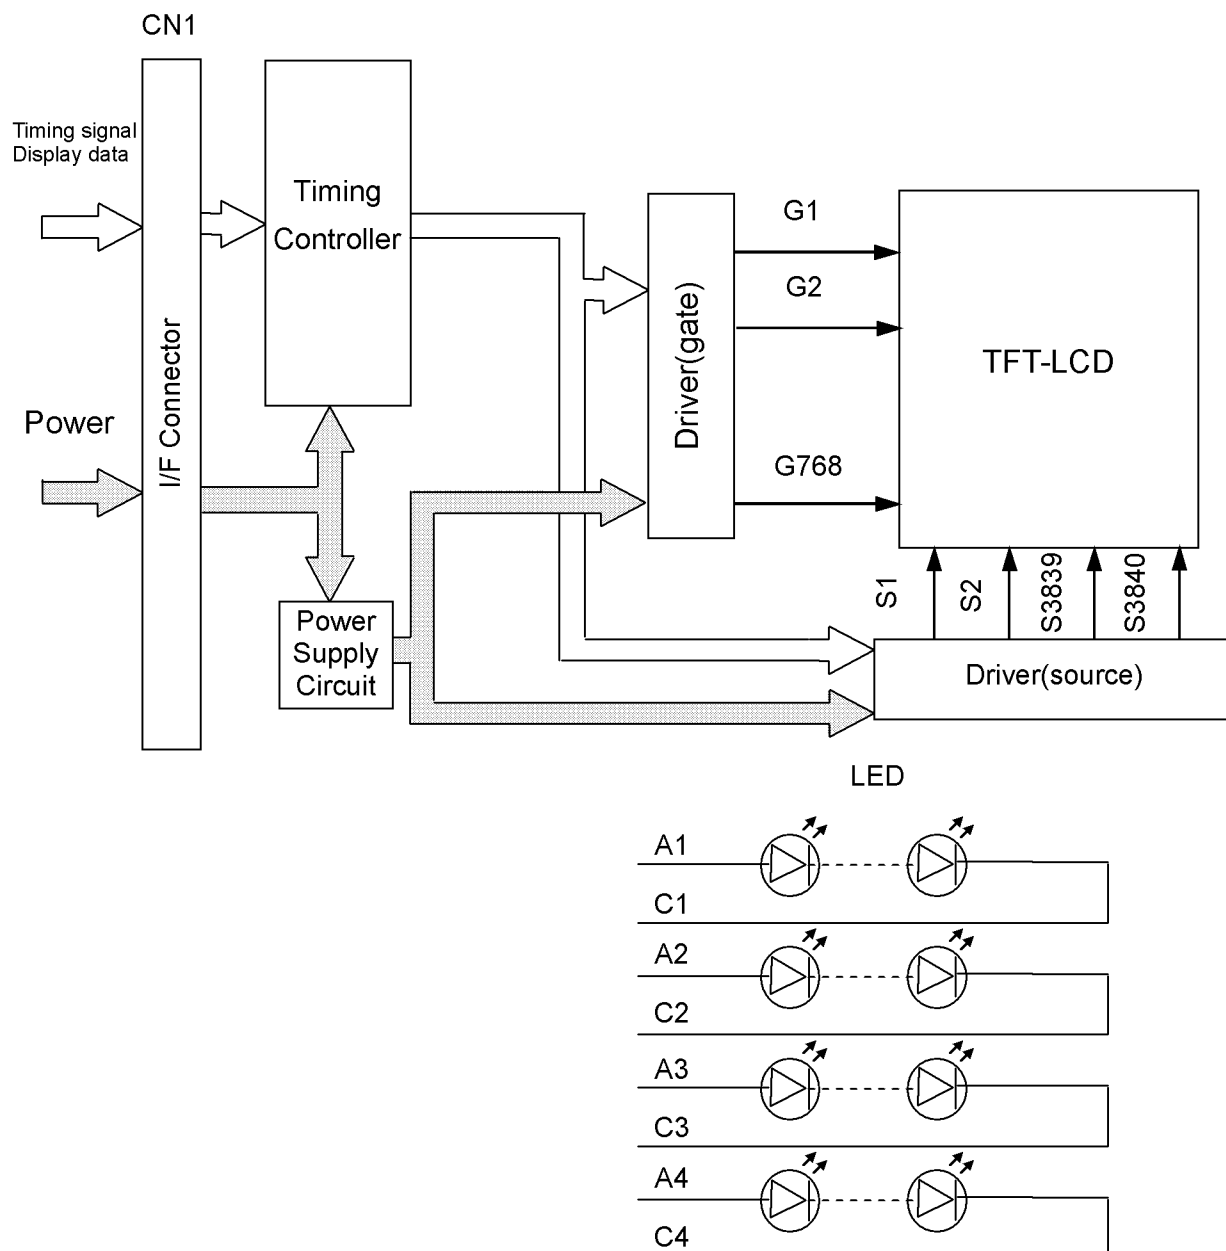 CN1
Timing signal
Display data
Power
I/F Connector
Timing
Controller
Power
Supply
Circuit
Driver(gate)
G1
G2
G768
TFT-LCD
S1
S2
S3839
S3840
Driver(source)
LED
A1
C1
A2
C2
A3
C3
A4
C4